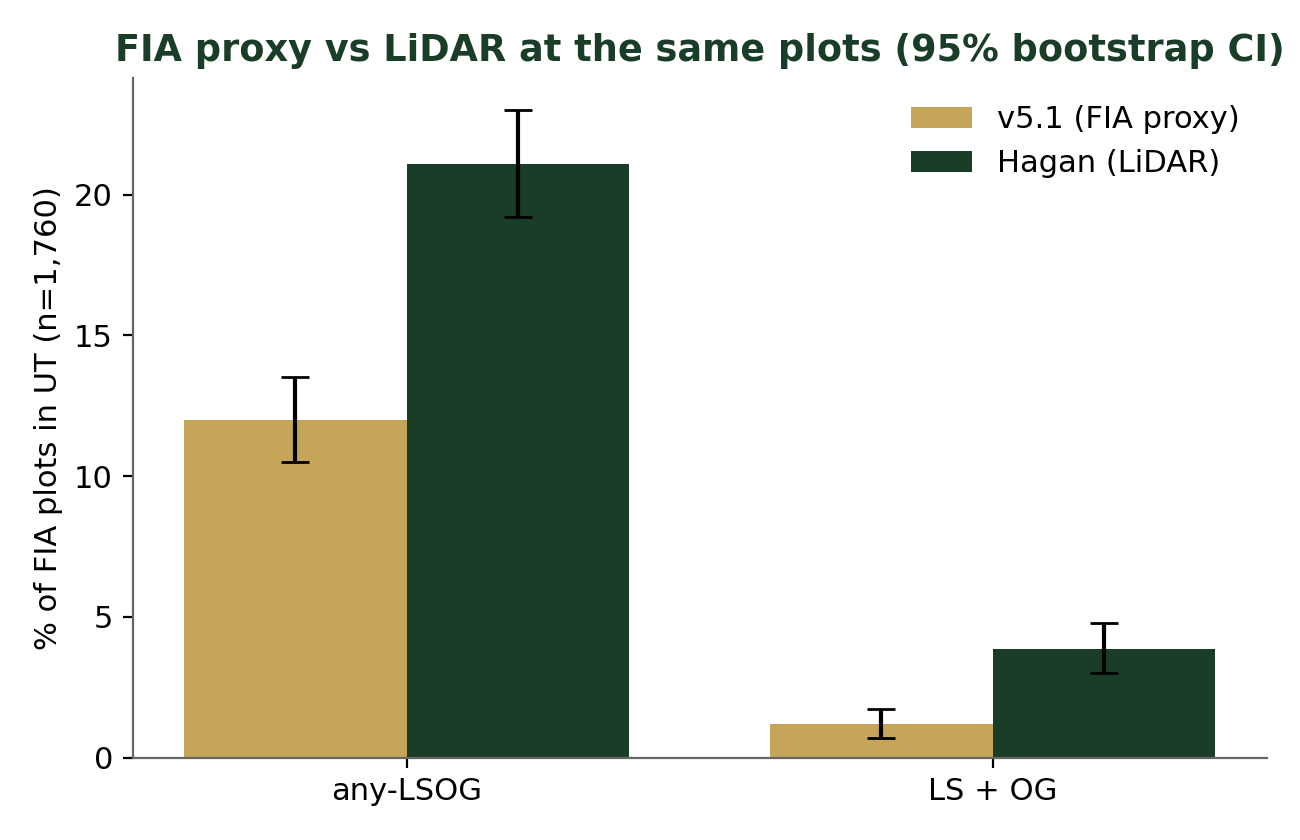 FIA proxy vs LiDAR at the same plots (95% bootstrap CI)
v5.1 (FIA proxy)
Hagan (LiDAR)
% of FIA plots in UT (n=1,760)
20
15
10
5
0
any-LSOG
LS + OG